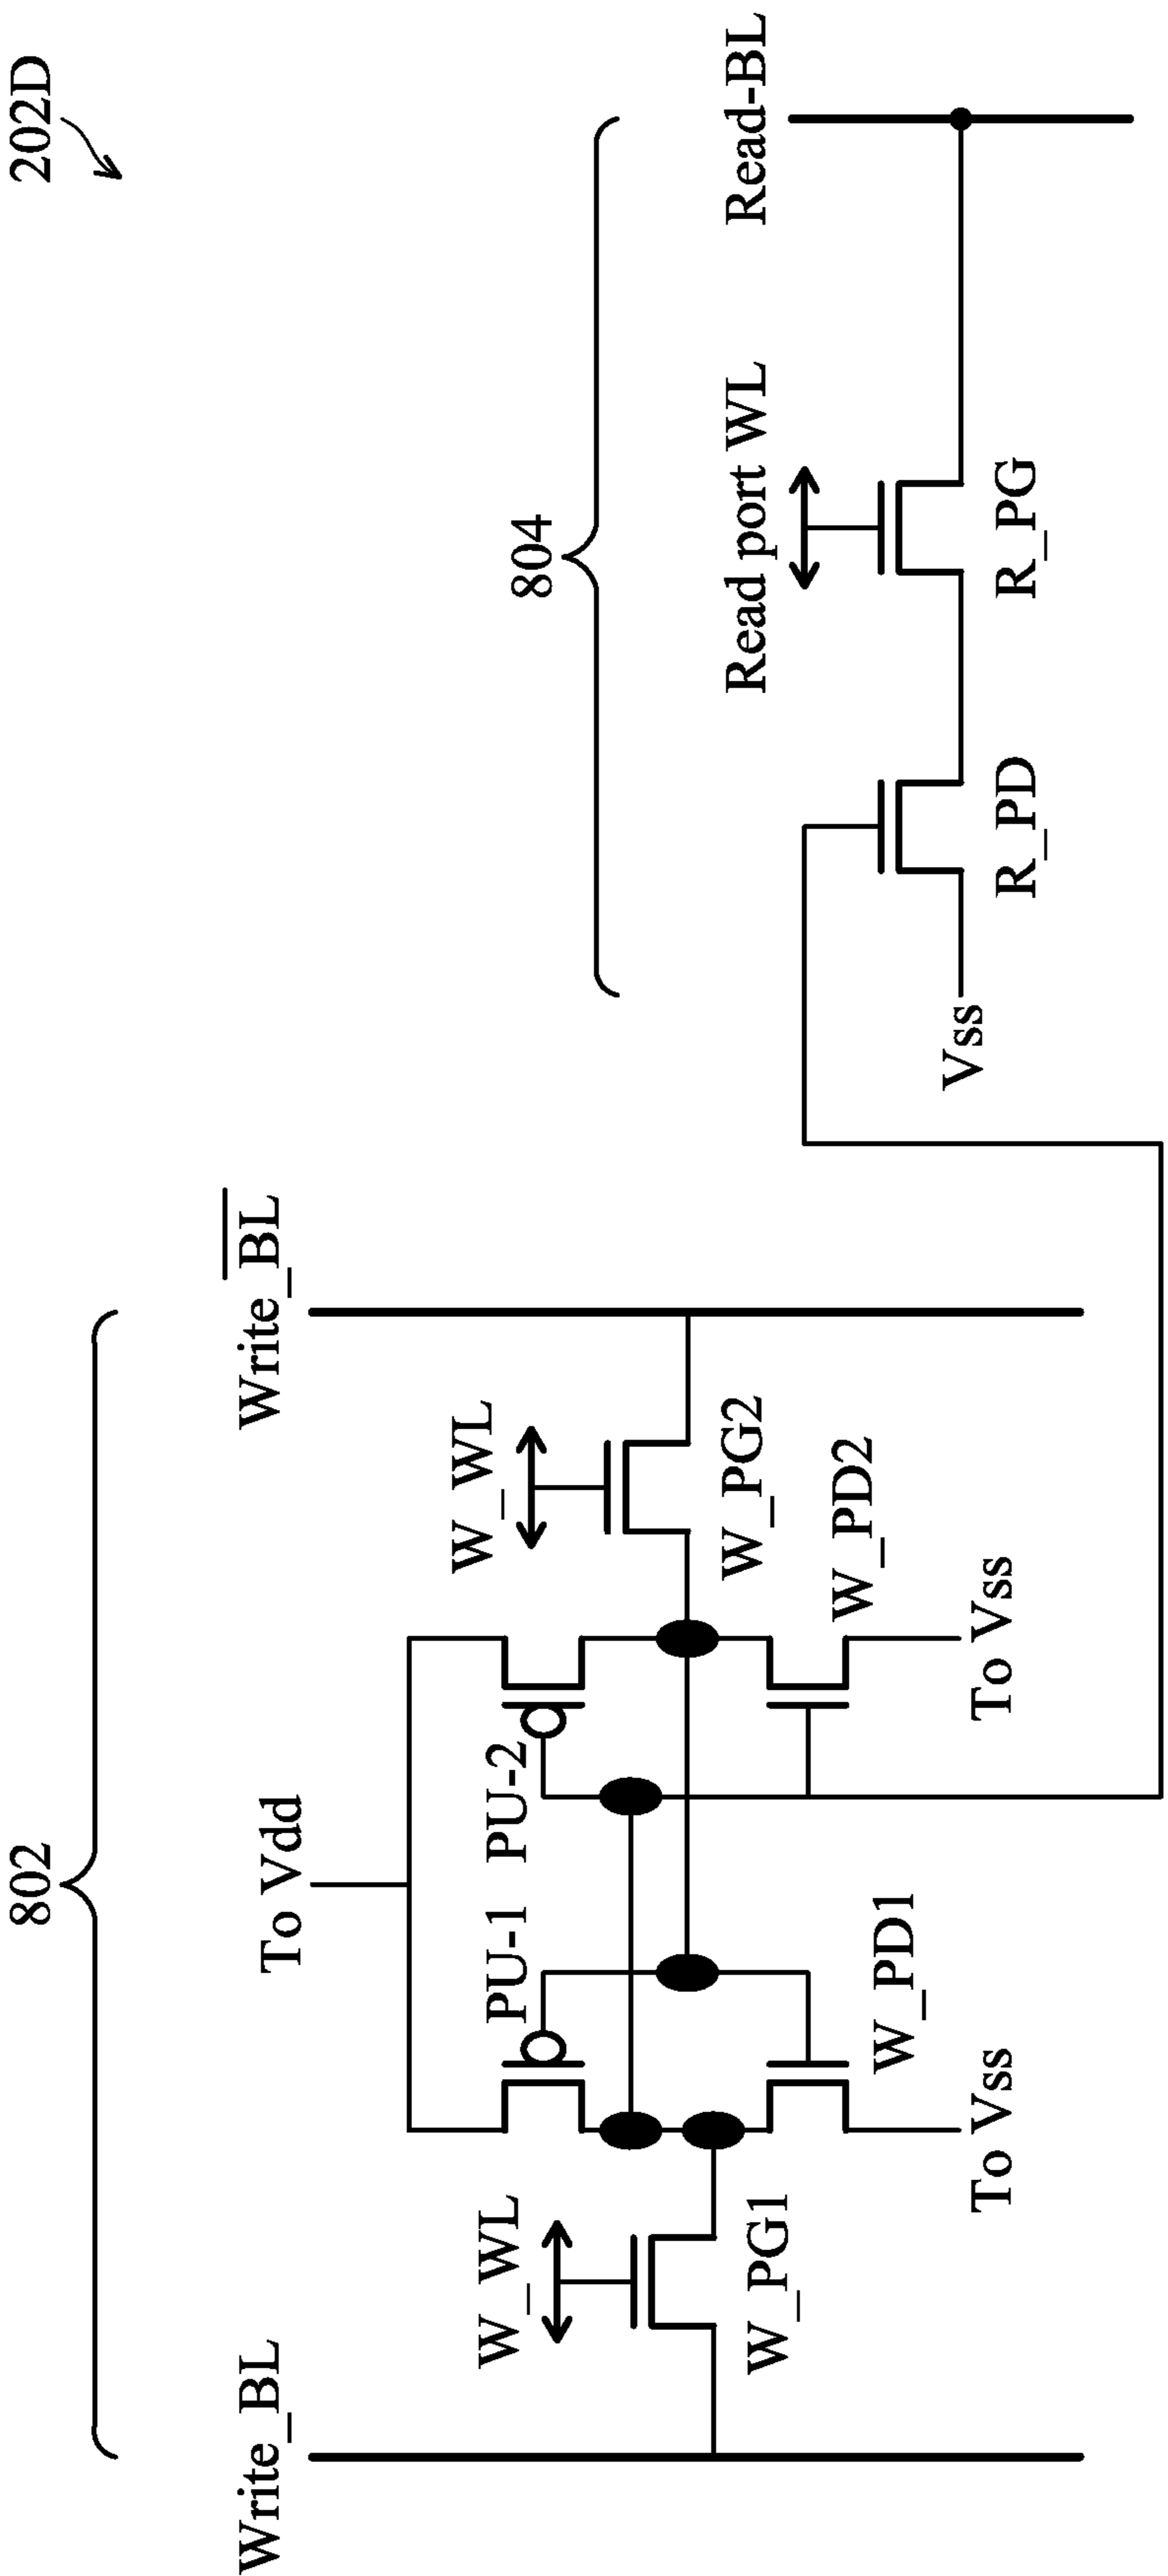 202D
802
804
Write_BL
To Vdd
Write_B̅L̅
Read-BL
W_WL
W_WL
Read port WL
PU-1
PU-2
W_PG1
W_PG2
W_PD1
W_PD2
To Vss
To Vss
Vss
R_PD
R_PG